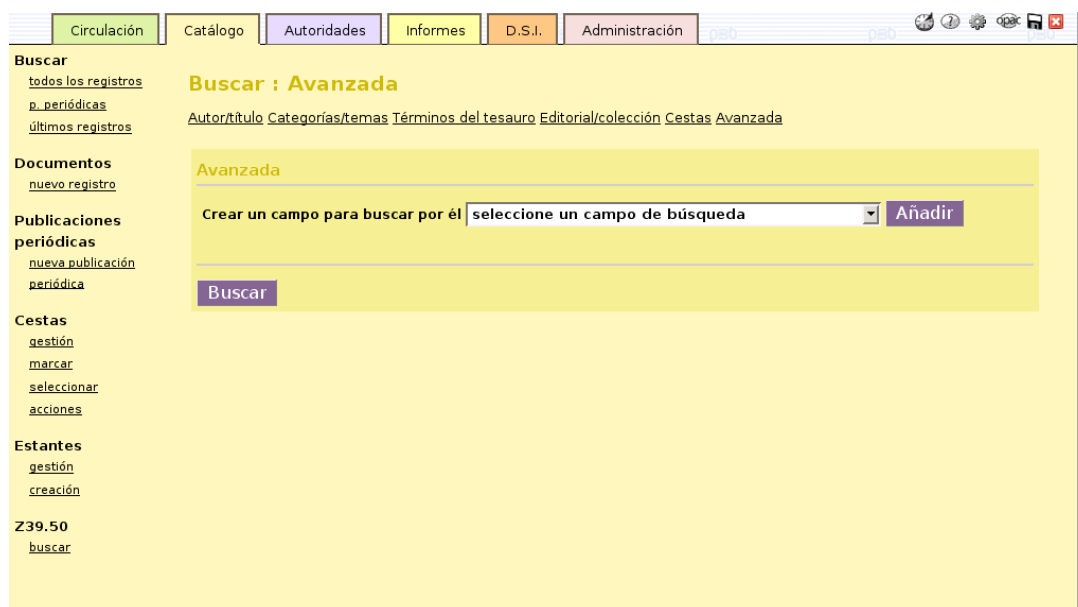 Circulación Catálogo Autoridades Informes D.S.I. Administración opac
Buscar
todos los registros
p. periódicas
últimos registros
Documentos
nuevo registro
Publicaciones
periódicas
nueva publicación
periódica
Cestas
gestión
marcar
seleccionar
acciones
Estantes
gestión
creación
Z39.50
buscar
Buscar : Avanzada
Autor/título Categorías/temas Términos del tesauro Editorial/colección Cestas Avanzada
Avanzada
Crear un campo para buscar por él seleccione un campo de búsqueda Añadir
Buscar